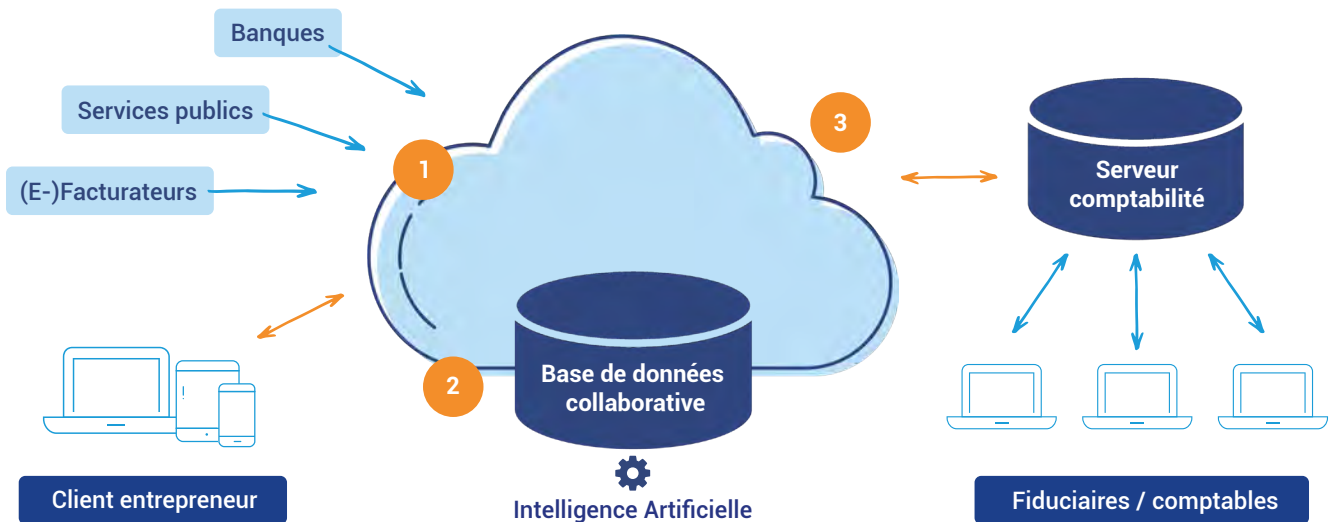 Banques
Services publics
(E-)Facturateurs
1
3
Serveur
comptabilité
2
Base de données
collaborative
Client entrepreneur
Intelligence Artificielle
Fiduciaires / comptables